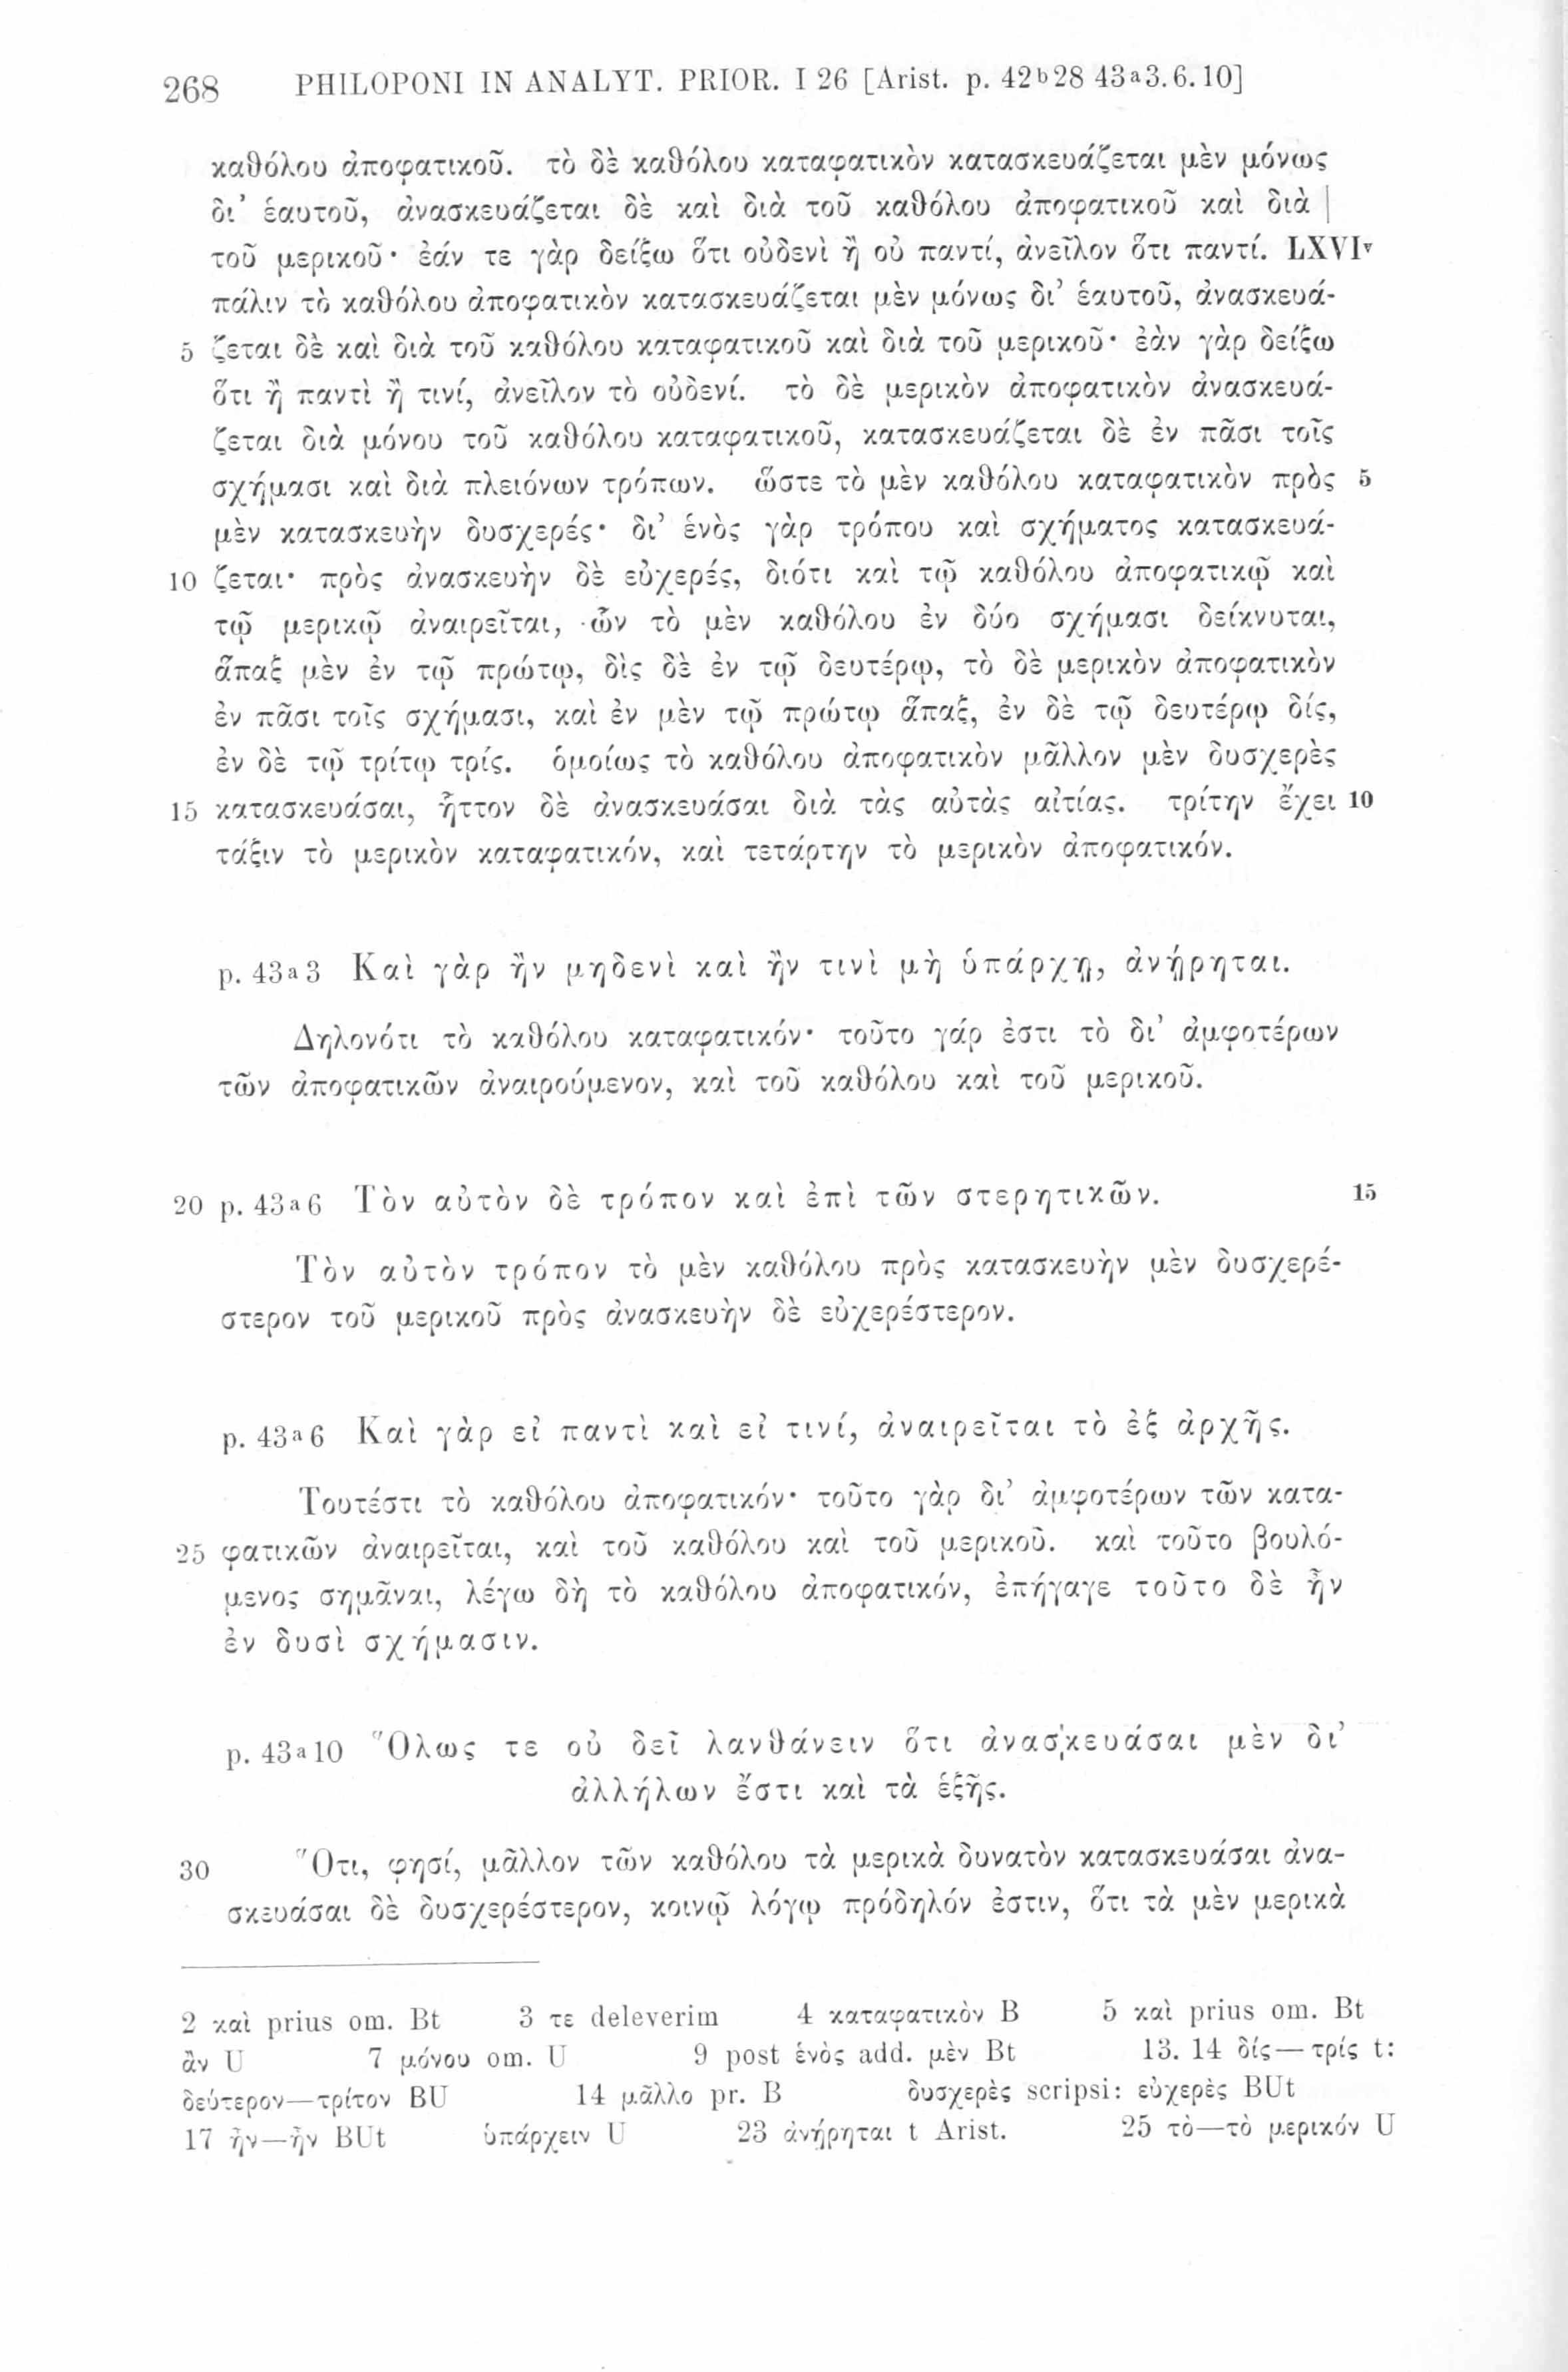 268 PHILOPONI IN ANALYT. PRIOR. I 26 [Arist. p. 42b28 43a3.6.10]
καθόλου ἀποφατικοῦ. τὸ δὲ καθόλου καταφατικὸν κατασκευάζεται μὲν μόνως
δι’ ἑαυτοῦ, ἀνασκευάζεται δὲ καὶ διὰ τοῦ καθόλου ἀποφατικοῦ καὶ διὰ |
τοῦ μερικοῦ· ἐάν τε γὰρ δείξω ὅτι οὐδενὶ ἢ οὐ παντί, ἀνεῖλον ὅτι παντί. LXVIv
πάλιν τὸ καθόλου ἀποφατικὸν κατασκευάζεται μὲν μόνως δι’ ἑαυτοῦ, ἀνασκευά-
5 ζεται δὲ καὶ διὰ τοῦ καθόλου καταφατικοῦ καὶ διὰ τοῦ μερικοῦ· ἐὰν γὰρ δείξω
ὅτι ἢ παντὶ ἢ τινί, ἀνεῖλον τὸ οὐδενί. τὸ δὲ μερικὸν ἀποφατικὸν ἀνασκευά-
ζεται διὰ μόνου τοῦ καθόλου καταφατικοῦ, κατασκευάζεται δὲ ἐν πᾶσι τοῖς
σχήμασι καὶ διὰ πλειόνων τρόπων. ὥστε τὸ μὲν καθόλου καταφατικὸν πρὸς 5
μὲν κατασκευὴν δυσχερές· δι’ ἑνὸς γὰρ τρόπου καὶ σχήματος κατασκευά-
10 ζεται· πρὸς ἀνασκευὴν δὲ εὐχερές, διότι καὶ τῷ καθόλου ἀποφατικῷ καὶ
τῷ μερικῷ ἀναιρεῖται, ὧν τὸ μὲν καθόλου ἐν δύο σχήμασι δείκνυται,
ἅπαξ μὲν ἐν τῷ πρώτῳ, δὶς δὲ ἐν τῷ δευτέρῳ, τὸ δὲ μερικὸν ἀποφατικὸν
ἐν πᾶσι τοῖς σχήμασι, καὶ ἐν μὲν τῷ πρώτῳ ἅπαξ, ἐν δὲ τῷ δευτέρῳ δίς,
ἐν δὲ τῷ τρίτῳ τρίς. ὁμοίως τὸ καθόλου ἀποφατικὸν μᾶλλον μὲν δυσχερὲς
15 κατασκευάσαι, ἧττον δὲ ἀνασκευάσαι διὰ τὰς αὐτὰς αἰτίας. τρίτην ἔχει 10
τάξιν τὸ μερικὸν καταφατικόν, καὶ τετάρτην τὸ μερικὸν ἀποφατικόν.
p. 43a3 Καὶ γὰρ ἢν μηδενὶ καὶ ἢν τινὶ μὴ ὑπάρχῃ, ἀνῄρηται.
Δηλονότι τὸ καθόλου καταφατικόν· τοῦτο γάρ ἐστι τὸ δι’ ἀμφοτέρων
τῶν ἀποφατικῶν ἀναιρούμενον, καὶ τοῦ καθόλου καὶ τοῦ μερικοῦ.
20 p. 43a6 Τὸν αὐτὸν δὲ τρόπον καὶ ἐπὶ τῶν στερητικῶν. 15
Τὸν αὐτὸν τρόπον τὸ μὲν καθόλου πρὸς κατασκευὴν μὲν δυσχερέ-
στερον τοῦ μερικοῦ πρὸς ἀνασκευὴν δὲ εὐχερέστερον.
p. 43a6 Καὶ γὰρ εἰ παντὶ καὶ εἰ τινί, ἀναιρεῖται τὸ ἐξ ἀρχῆς.
Τουτέστι τὸ καθόλου ἀποφατικόν· τοῦτο γὰρ δι’ ἀμφοτέρων τῶν κατα-
25 φατικῶν ἀναιρεῖται, καὶ τοῦ καθόλου καὶ τοῦ μερικοῦ. καὶ τοῦτο βουλό-
μενος σημᾶναι, λέγω δὴ τὸ καθόλου ἀποφατικόν, ἐπήγαγε τοῦτο δὲ ἦν
ἐν δυσὶ σχήμασιν.
p. 43a10 Ὅλως τε οὐ δεῖ λανθάνειν ὅτι ἀνασκευάσαι μὲν δι’
ἀλλήλων ἔστι καὶ τὰ ἑξῆς.
30 Ὅτι, φησί, μᾶλλον τῶν καθόλου τὰ μερικὰ δυνατὸν κατασκευάσαι ἀνα-
σκευάσαι δὲ δυσχερέστερον, κοινῷ λόγῳ πρόδηλόν ἐστιν, ὅτι τὰ μὲν μερικὰ
2 καὶ prius om. Bt 3 τε deleverim 4 καταφατικὸν B 5 καὶ prius om. Bt
ἂν U 7 μόνου om. U 9 post ἑνὸς add. μὲν Bt 13. 14 δίς—τρίς t:
δεύτερον—τρίτον BU 14 μᾶλλο pr. B δυσχερὲς scripsi: εὐχερὲς BUt
17 ἦν—ἦν BUt ὑπάρχειν U 23 ἀνῄρηται t Arist. 25 τὸ—τὸ μερικόν U